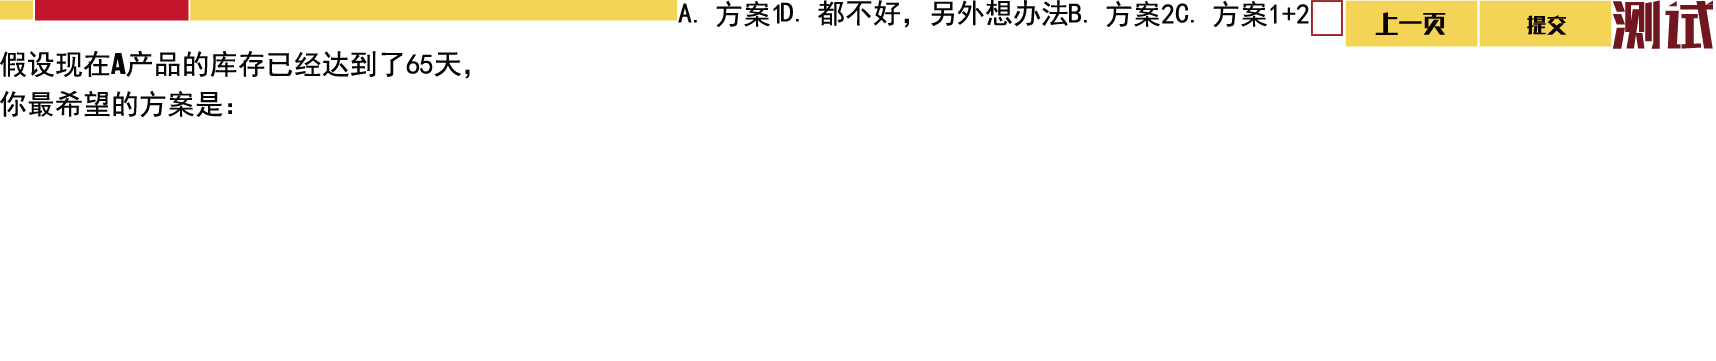 A. 方案1D. 都不好，另外想办法B. 方案2C. 方案1+2 上一页 提交 测试
假设现在A产品的库存已经达到了65天，
你最希望的方案是：